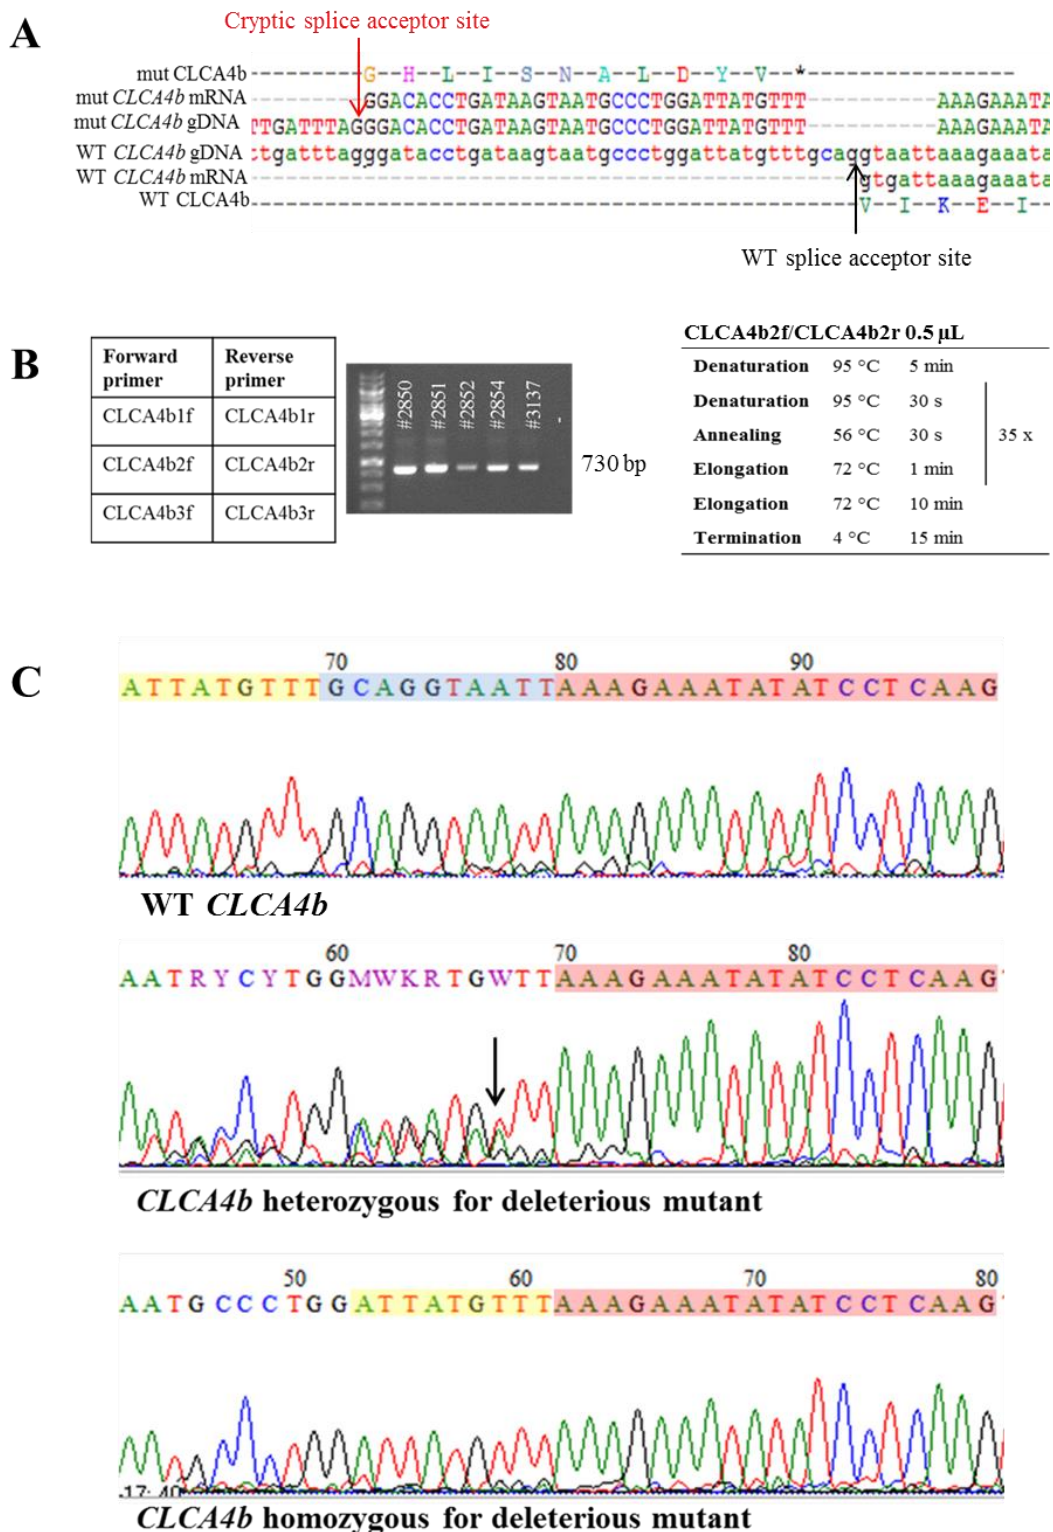 A
Cryptic splice acceptor site
mut CLCA4b ------------G--H--L--I--S--N--A--L--D--Y--V--*----------------
mut CLCA4b mRNA ------------GGACACCTGATAAGTAATGCCCTGGATTATGTTT----------AAAGAAATA
mut CLCA4b gDNA TTGATTTAGGGACACCTGATAAGTAATGCCCTGGATTATGTTT----------AAAGAAATA
WT CLCA4b gDNA ttgatttagggatacctgataagtaatgccctggattatgtttgcaggtaattaaagaaata
WT CLCA4b mRNA ----------------------------------------------gtgattaaagaaata
WT CLCA4b ----------------------------------------------V--I--K--E--I-
WT splice acceptor site
B
Forward primer Reverse primer
CLCA4b1f CLCA4b1r
CLCA4b2f CLCA4b2r
CLCA4b3f CLCA4b3r
#2850 #2851 #2852 #2854 #3137 -
730 bp
CLCA4b2f/CLCA4b2r 0.5 µL
Denaturation 95 °C 5 min
Denaturation 95 °C 30 s
Annealing 56 °C 30 s 35 x
Elongation 72 °C 1 min
Elongation 72 °C 10 min
Termination 4 °C 15 min
C
70 80 90
ATTATGTTTGCAGGTAATTAAAGAAATATATCCTCAAG
WT CLCA4b
60 70 80
AATRYCYTGGMWKRTGWTTAAAGAAATATATCCTCAAG
CLCA4b heterozygous for deleterious mutant
50 60 70 80
AATGCCCTGGATTATGTTTAAAGAAATATATCCTCAAG
CLCA4b homozygous for deleterious mutant